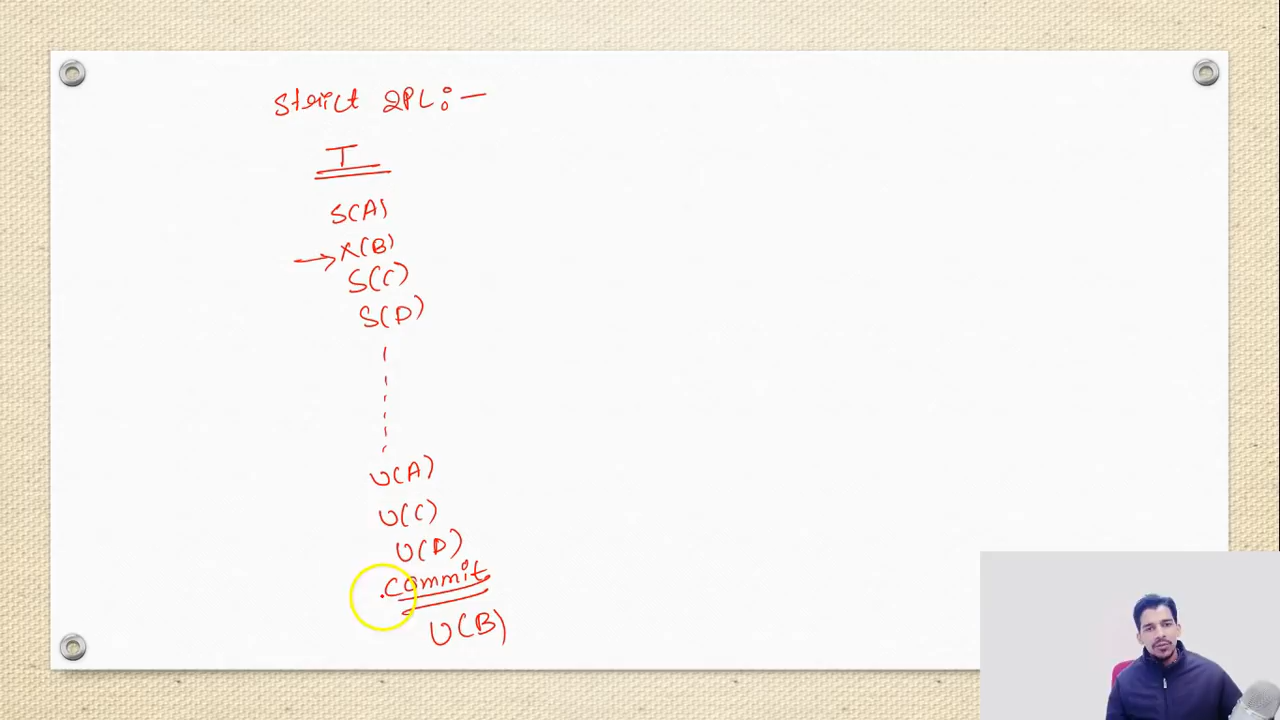 Strict 2PL:-
T
S(A)
→X(B)
S(C)
S(D)
U(A)
U(C)
U(D)
.commit
U(B)